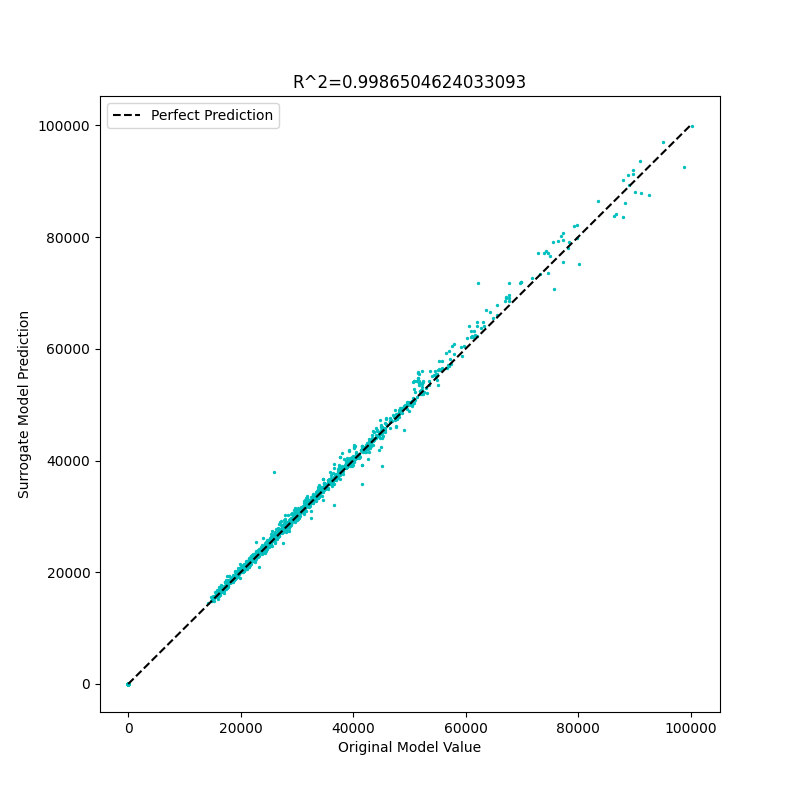 R^2=0.9986504624033093
Perfect Prediction
100000
80000
60000
40000
20000
0
Surrogate Model Prediction
0 20000 40000 60000 80000 100000
Original Model Value